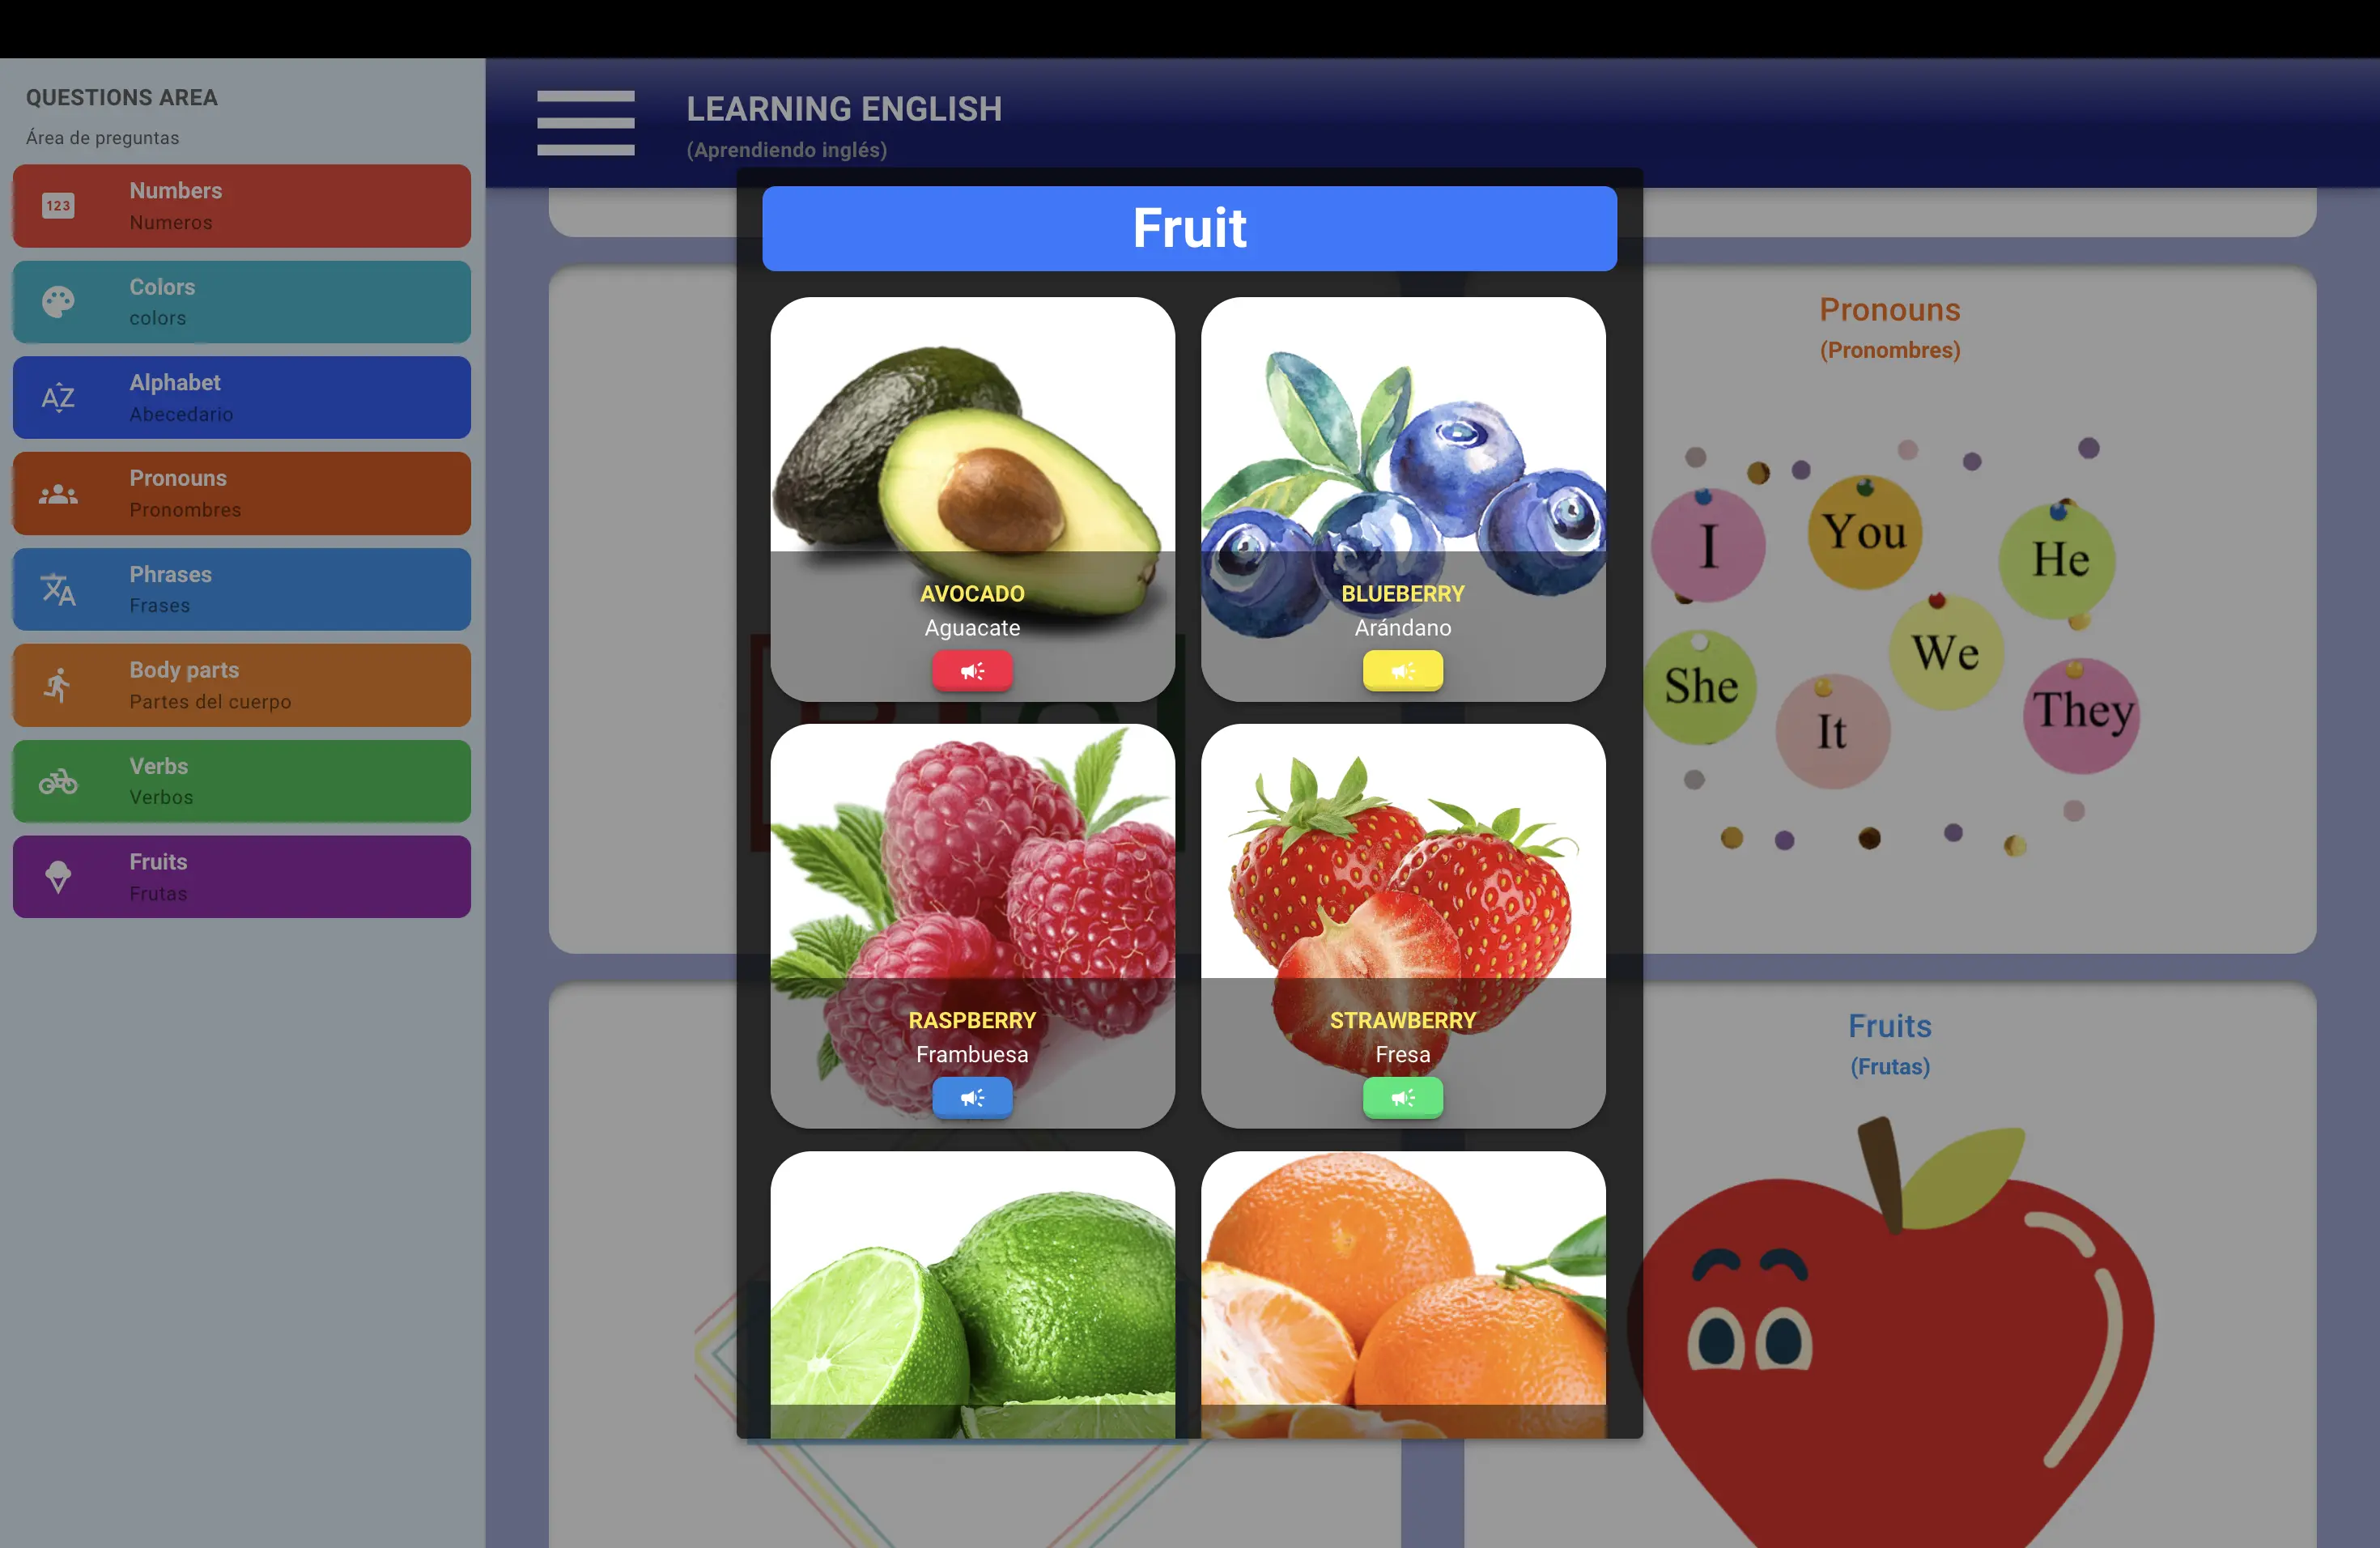 QUESTIONS AREA
Área de preguntas
123
Numbers
Numeros
Colors
colors
AZ
Alphabet
Abecedario
Pronouns
Pronombres
Phrases
Frases
Body parts
Partes del cuerpo
Verbs
Verbos
Fruits
Frutas
LEARNING ENGLISH
(Aprendiendo inglés)
Fruit
AVOCADO
Aguacate
BLUEBERRY
Arándano
RASPBERRY
Frambuesa
STRAWBERRY
Fresa
Pronouns
(Pronombres)
I
You
He
She
It
We
They
Fruits
(Frutas)